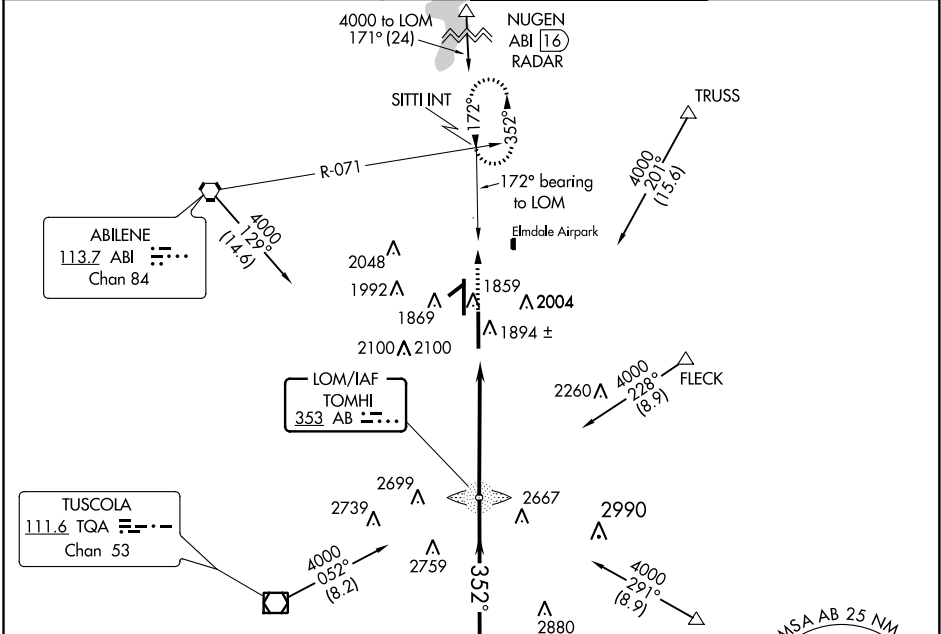 4000 to LOM
171° (24)
NUGEN
ABI 16
RADAR
SITTI INT
172°
352°
TRUSS
4000
201°
(15.6)
R-071
172° bearing
to LOM
Elmdale Airpark
ABILENE
113.7 ABI
Chan 84
4000
129°
(14.6)
2048
1992
1869
1859
2004
1894 ±
2100 2100
LOM/IAF
TOMHI
353 AB
2260
4000
228°
(8.9)
FLECK
2699
2739
2759
2667
2990
TUSCOLA
111.6 TQA
Chan 53
4000
052°
(8.2)
352°
4000
291°
(8.9)
2880
MSA AB 25 NM